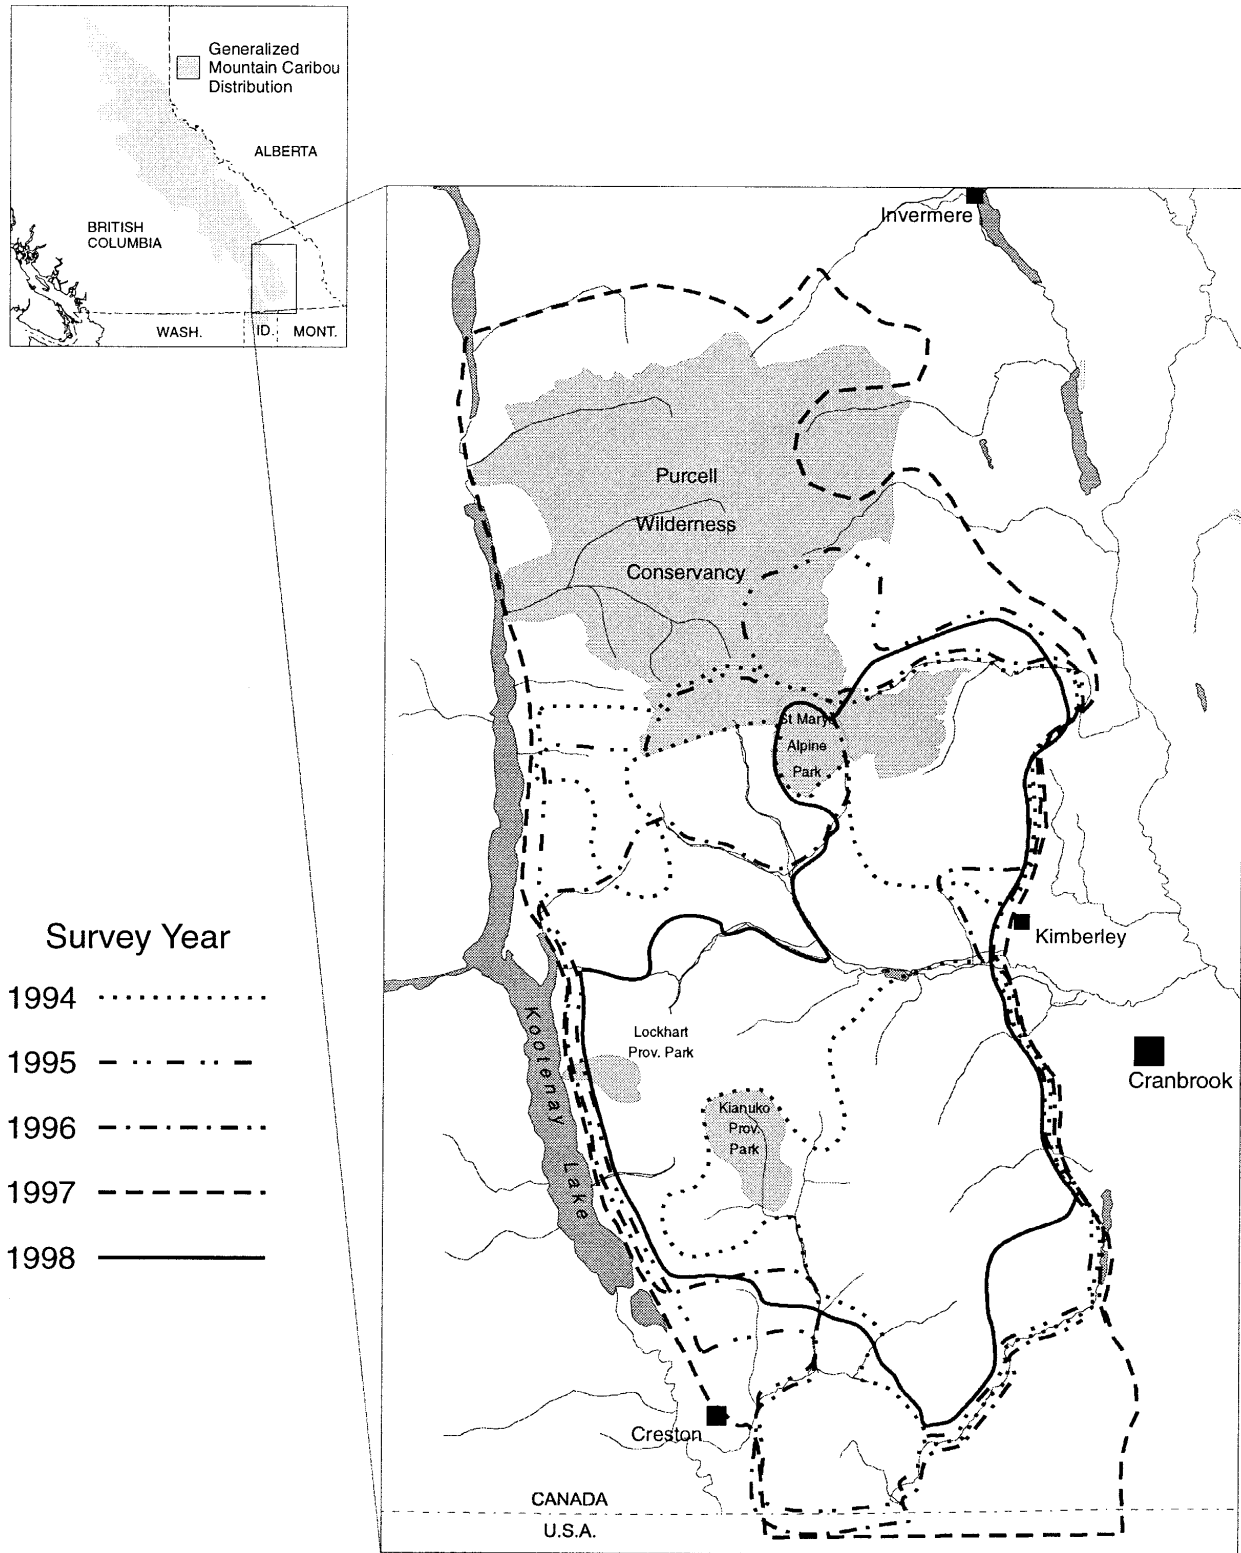 Generalized
Mountain Caribou
Distribution
ALBERTA
BRITISH
COLUMBIA
WASH.
ID.
MONT.
Invermere
Purcell
Wilderness
Conservancy
St Marys
Alpine
Park
Survey Year
1994
1995
1996
1997
1998
Kimberley
Kootenay
Lake
Lockhart
Prov. Park
Cranbrook
Kianuko
Prov.
Park
Creston
CANADA
U.S.A.